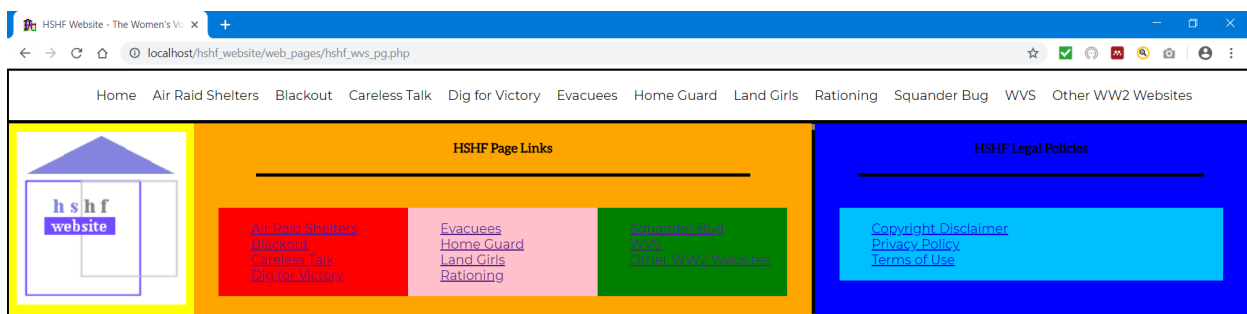 HSHF Website - The Women's Vo
localhost/hshf_website/web_pages/hshf_wvs_pg.php
Home Air Raid Shelters Blackout Careless Talk Dig for Victory Evacuees Home Guard Land Girls Rationing Squander Bug WVS Other WW2 Websites
hshf
website
HSHF Page Links
Air Raid Shelters
Blackout
Careless Talk
Dig for Victory
Evacuees
Home Guard
Land Girls
Rationing
Squander Bug
WVS
Other WW2 Websites
HSHF Legal Policies
Copyright Disclaimer
Privacy Policy
Terms of Use